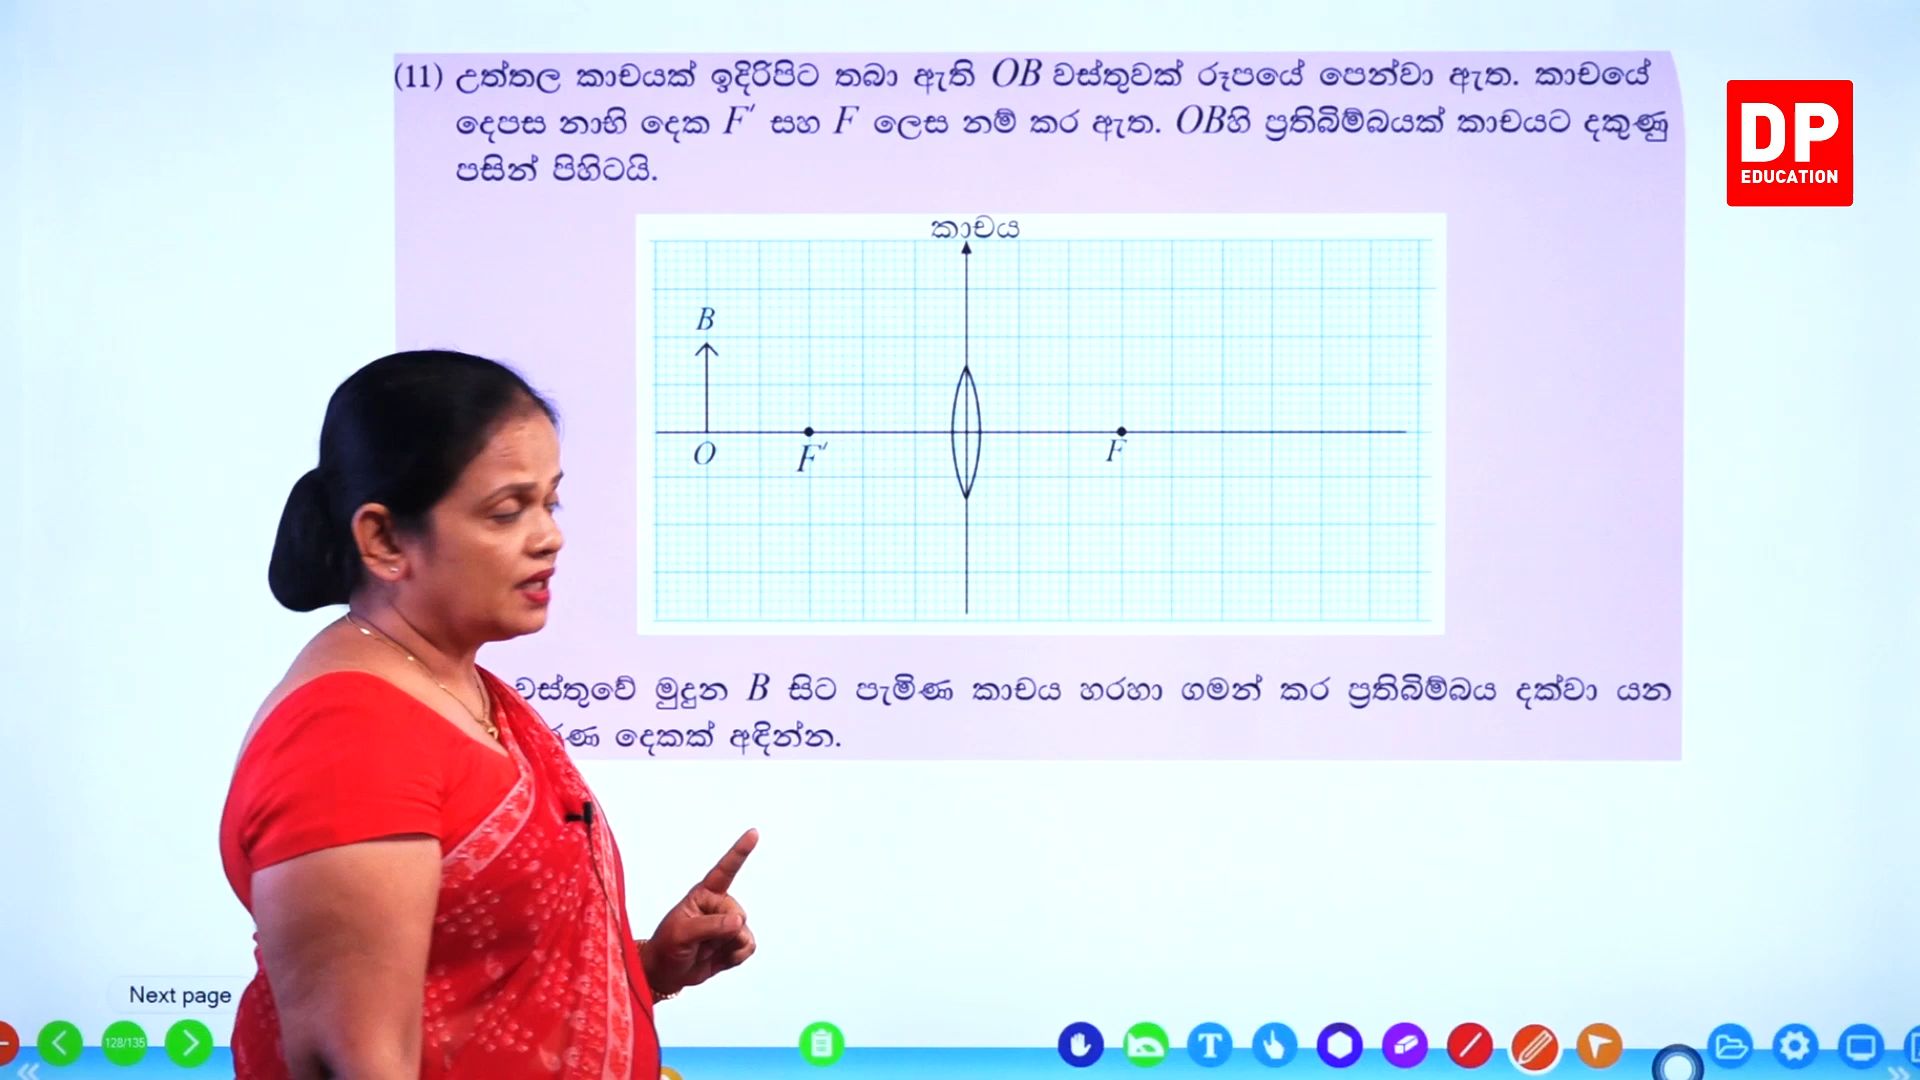 (11) උත්තල කාචයක් ඉදිරිපිට තබා ඇති OB වස්තුවක් රූපයේ පෙන්වා ඇත. කාචයේ
දෙපස නාභි දෙක F′ සහ F ලෙස නම් කර ඇත. OBහි ප්‍රතිබිම්බයක් කාචයට දකුණු
පසින් පිහිටයි.
DP
EDUCATION
කාචය
B
O
F′
F
වස්තුවේ මුදුන B සිට පැමිණ කාචය හරහා ගමන් කර ප්‍රතිබිම්බය දක්වා යන
දෙකක් අඳින්න.
Next page
128/135
T